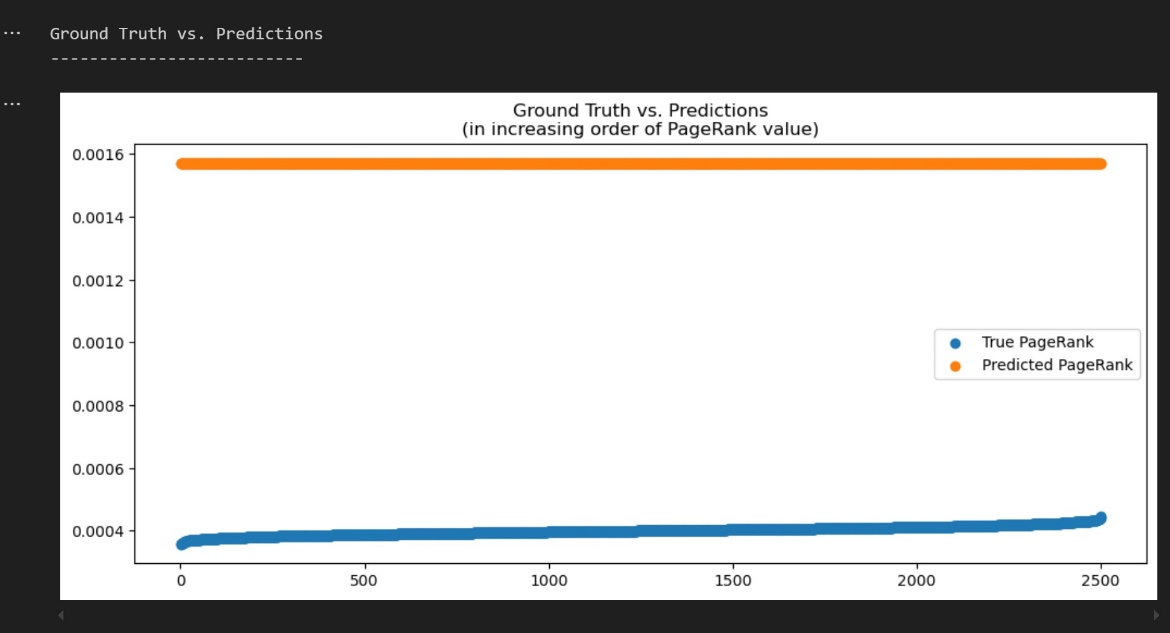 ... Ground Truth vs. Predictions
--------------------------
...
Ground Truth vs. Predictions
(in increasing order of PageRank value)
0.0016
0.0014
0.0012
0.0010
0.0008
0.0006
0.0004
True PageRank
Predicted PageRank
0 500 1000 1500 2000 2500